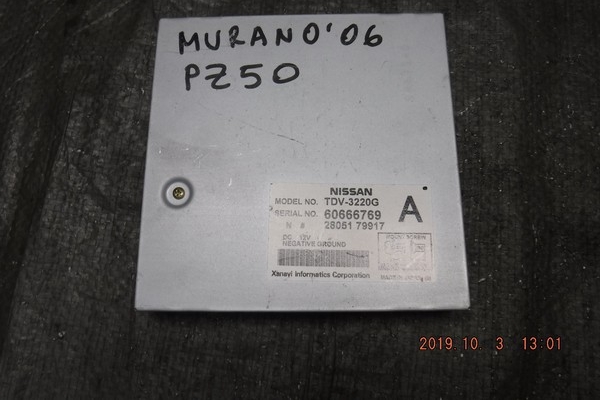 MURANO'06
PZ50
NISSAN
MODEL NO. TDV-3220G
SERIAL NO. 60666769
A
N # 28051 79917
DC 12V
NEGATIVE GROUND
Xanavi Informatics Corporation
2019.10. 3 13:01